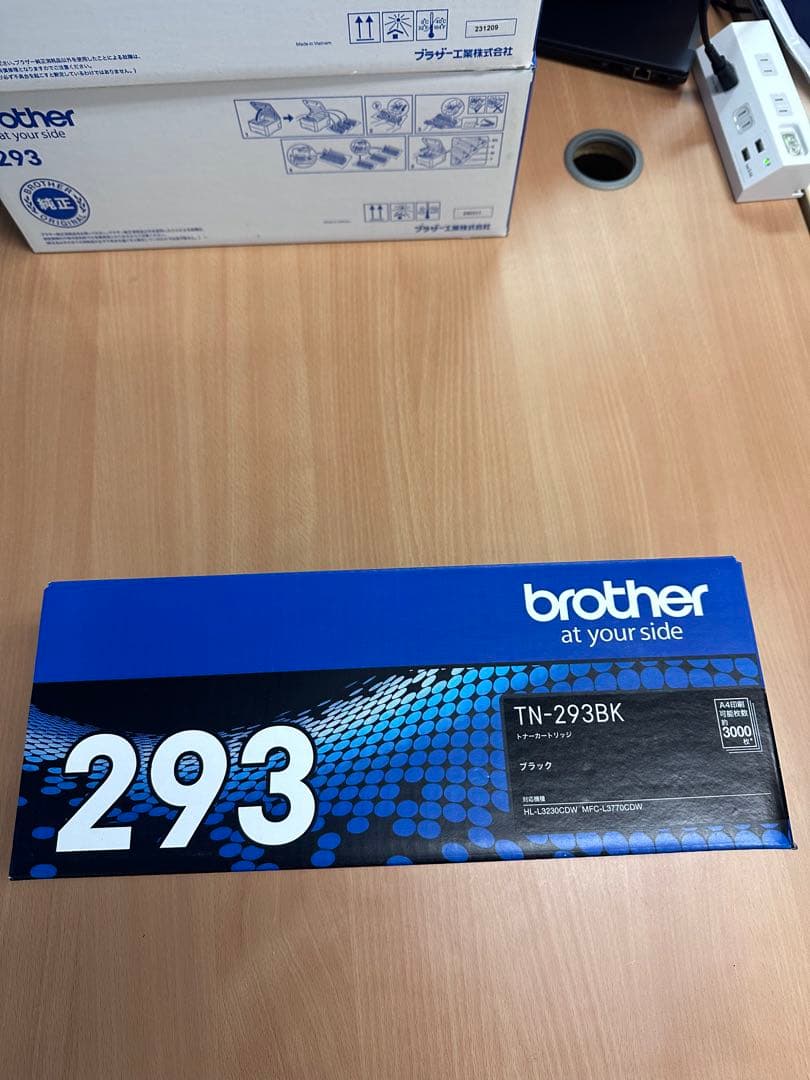 231209
Made in Vietnam
ブラザー工業株式会社
brother
at your side
293
BROTHER
純正
ORIGINAL
ブラザー工業株式会社
brother
at your side
293
TN-293BK
トナーカートリッジ
ブラック
A4印刷
可能枚数
約
3000
枚*
対応機種
HL-L3230CDW MFC-L3770CDW